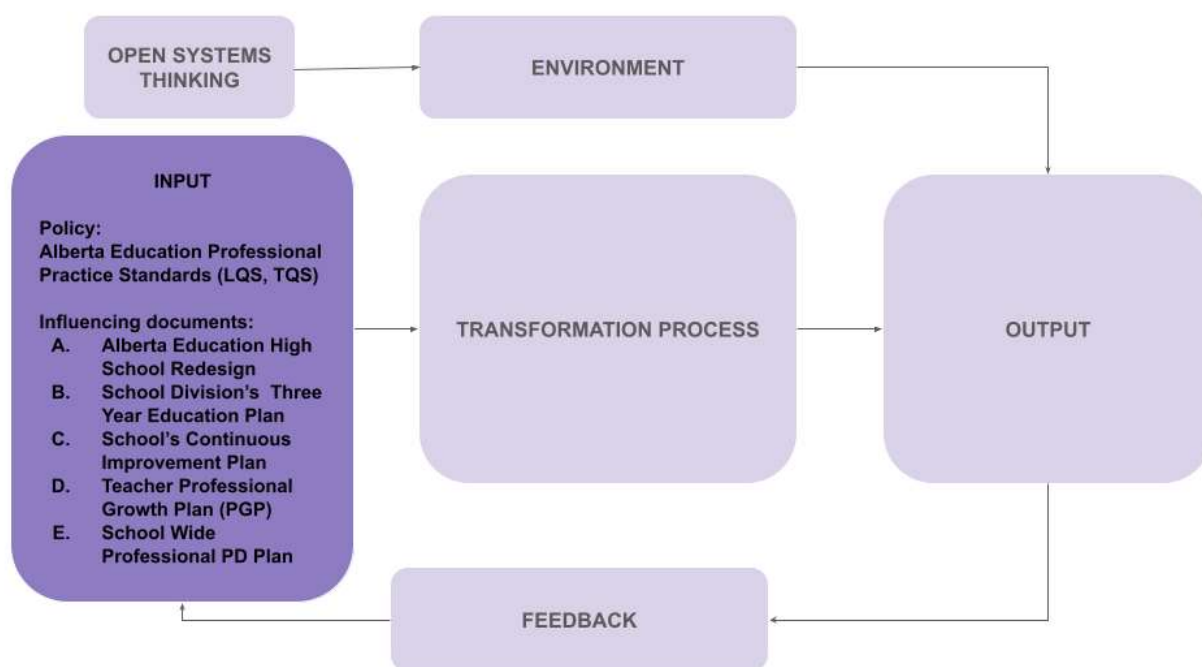 OPEN SYSTEMS
THINKING
ENVIRONMENT
INPUT
Policy:
Alberta Education Professional
Practice Standards (LQS, TQS)
Influencing documents:
A. Alberta Education High
School Redesign
B. School Division's Three
Year Education Plan
C. School's Continuous
Improvement Plan
D. Teacher Professional
Growth Plan (PGP)
E. School Wide
Professional PD Plan
TRANSFORMATION PROCESS
OUTPUT
FEEDBACK